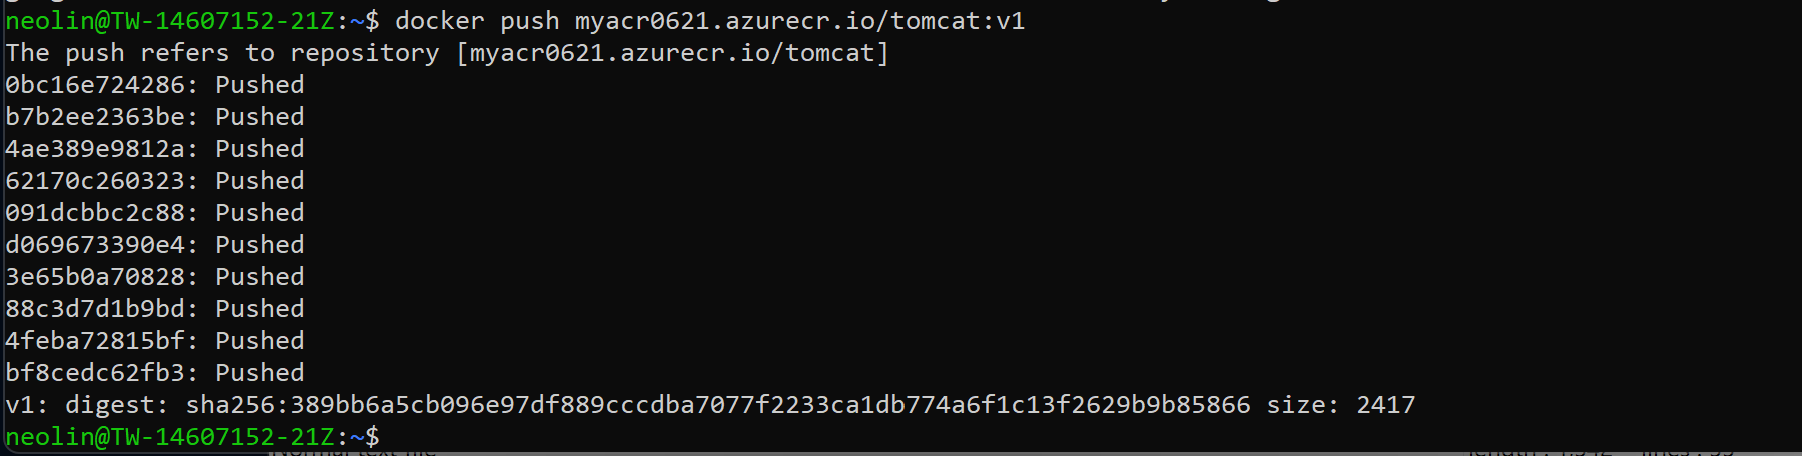 neolin@TW-14607152-21Z:~$ docker push myacr0621.azurecr.io/tomcat:v1
The push refers to repository [myacr0621.azurecr.io/tomcat]
0bc16e724286: Pushed
b7b2ee2363be: Pushed
4ae389e9812a: Pushed
62170c260323: Pushed
091dcbbc2c88: Pushed
d069673390e4: Pushed
3e65b0a70828: Pushed
88c3d7d1b9bd: Pushed
4feba72815bf: Pushed
bf8cedc62fb3: Pushed
v1: digest: sha256:389bb6a5cb096e97df889cccdba7077f2233ca1db774a6f1c13f2629b9b85866 size: 2417
neolin@TW-14607152-21Z:~$